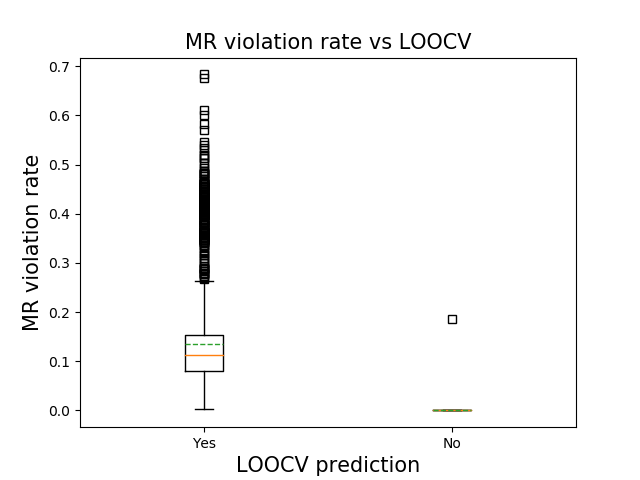 MR violation rate vs LOOCV
MR violation rate
0.7
0.6
0.5
0.4
0.3
0.2
0.1
0.0
Yes
No
LOOCV prediction